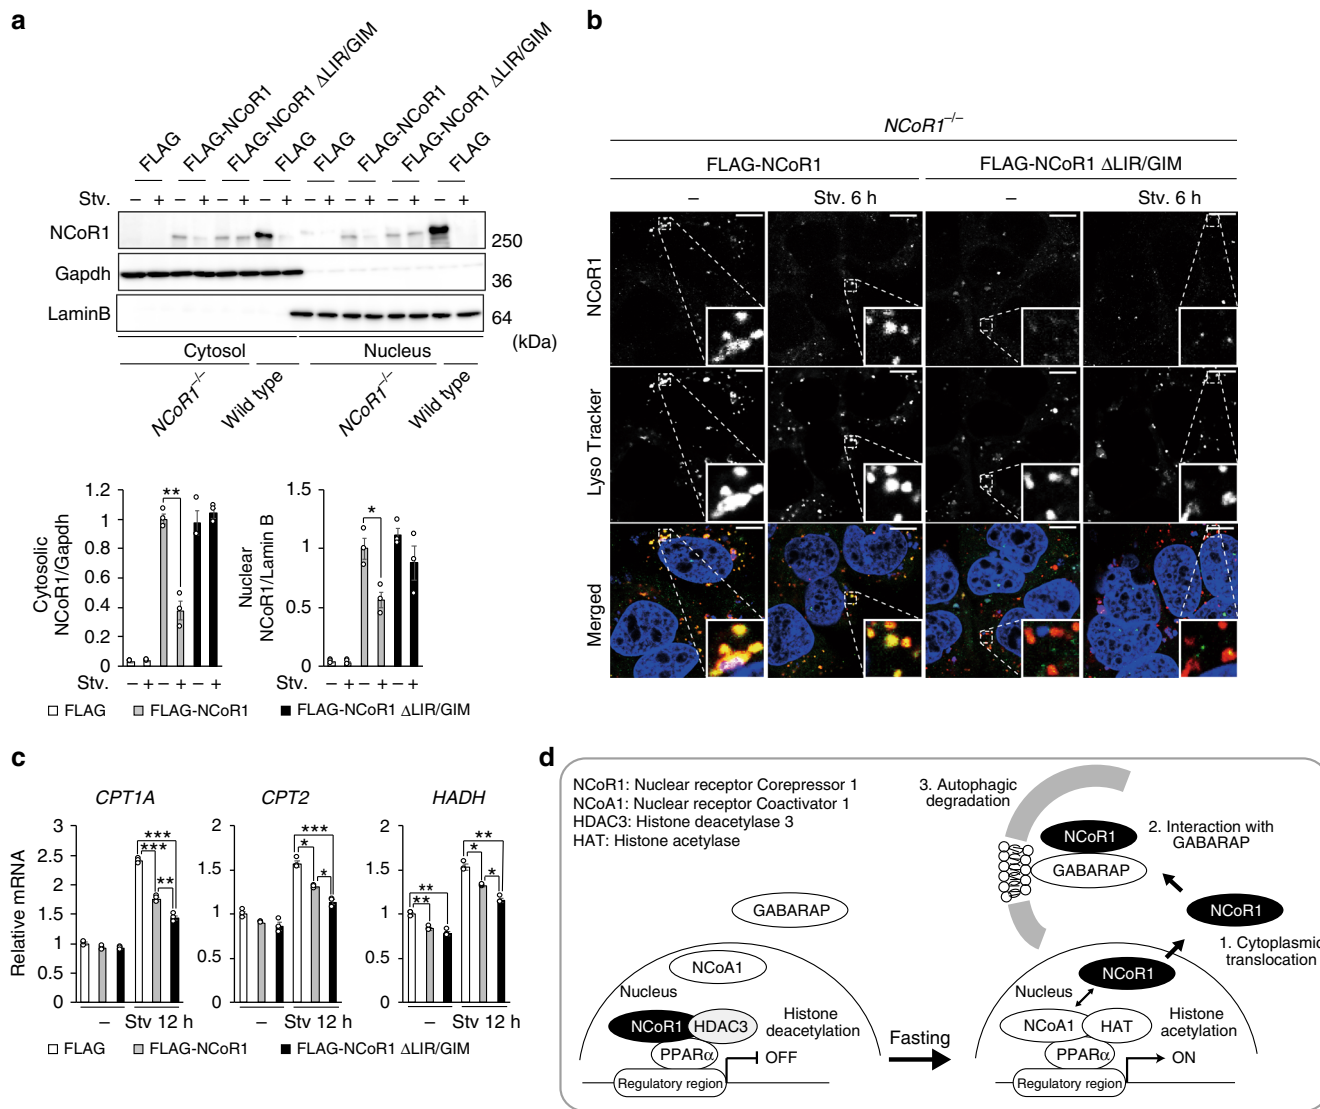 a
FLAG
FLAG-NCoR1
FLAG-NCoR1 ΔLIR/GIM
FLAG
FLAG
FLAG-NCoR1
FLAG-NCoR1 ΔLIR/GIM
FLAG
Stv. – + – + – + – + – + – + – + – +
NCoR1 250
Gapdh 36
LaminB 64
(kDa)
Cytosol Nucleus
NCoR1–/– Wild type NCoR1–/– Wild type
Cytosolic NCoR1/Gapdh
1.2
1
0.8
0.6
0.4
0.2
0
**
Stv. – + – + – +
Nuclear NCoR1/Lamin B
1.5
1
0.5
0
*
Stv. – + – + – +
FLAG FLAG-NCoR1 FLAG-NCoR1 ΔLIR/GIM
b
NCoR1–/–
FLAG-NCoR1 FLAG-NCoR1 ΔLIR/GIM
– Stv. 6 h – Stv. 6 h
NCoR1
Lyso Tracker
Merged
c
Relative mRNA
CPT1A
3
2.5
2
1.5
1
0.5
0
***
***
**
– Stv 12 h
CPT2
2
1
0
***
*
*
– Stv 12 h
HADH
2
1.5
1
0.5
0
**
**
**
*
*
– Stv 12 h
FLAG FLAG-NCoR1 FLAG-NCoR1 ΔLIR/GIM
d
NCoR1: Nuclear receptor Corepressor 1
NCoA1: Nuclear receptor Coactivator 1
HDAC3: Histone deacetylase 3
HAT: Histone acetylase
GABARAP
NCoA1
Nucleus
NCoR1 HDAC3
Histone
deacetylation
PPARα
OFF
Regulatory region
Fasting
3. Autophagic
degradation
NCoR1
GABARAP
2. Interaction with
GABARAP
NCoR1
1. Cytoplasmic
translocation
NCoR1
Nucleus
NCoA1 HAT
Histone
acetylation
PPARα
ON
Regulatory region